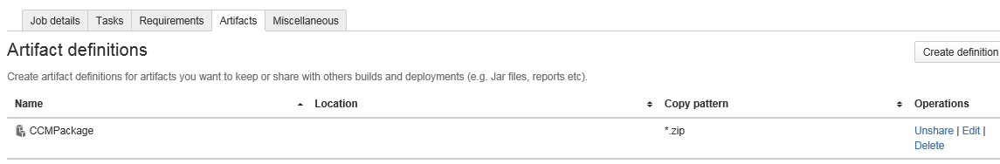 Job details Tasks Requirements Artifacts Miscellaneous
Artifact definitions
Create definition
Create artifact definitions for artifacts you want to keep or share with others builds and deployments (e.g. Jar files, reports etc).
Name Location Copy pattern Operations
CCMPackage *.zip Unshare | Edit |
Delete